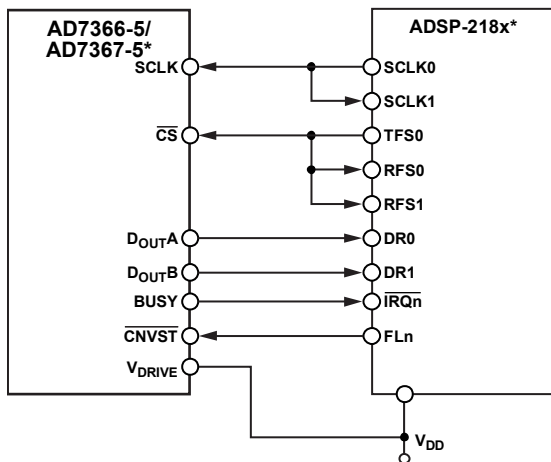 AD7366-5/
AD7367-5*
ADSP-218x*
SCLK
SCLK0
SCLK1
CS
TFS0
RFS0
RFS1
DOUTA
DR0
DOUTB
DR1
BUSY
IRQn
CNVST
FLn
VDRIVE
VDD